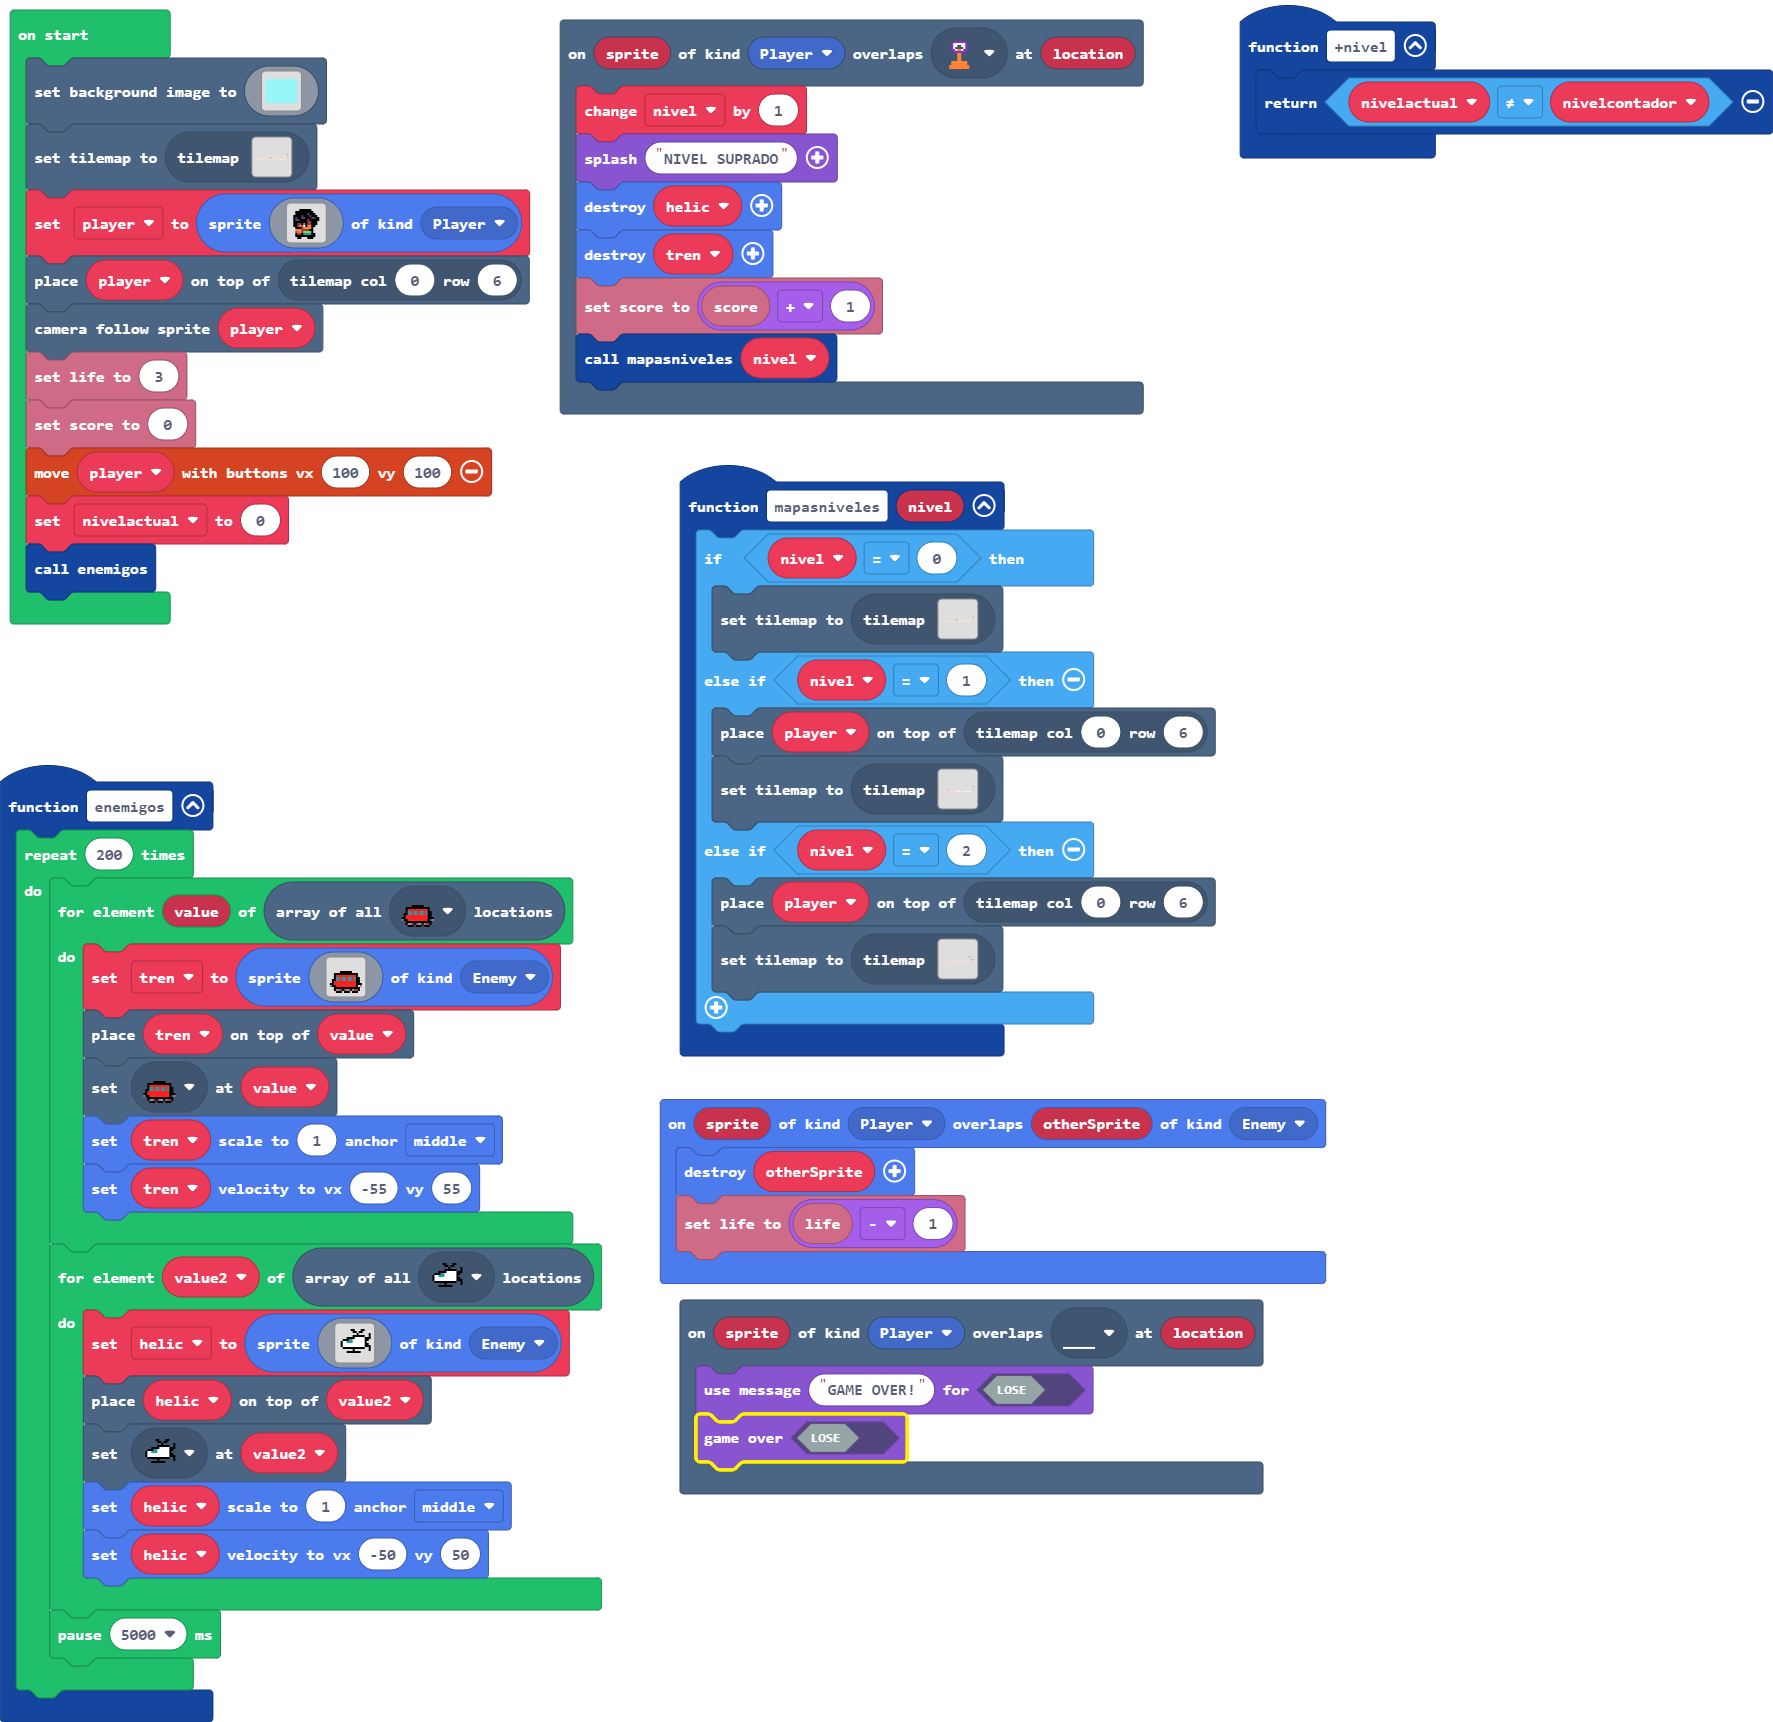 on start
set background image to
set tilemap to tilemap
set player to sprite of kind Player
place player on top of tilemap col 0 row 6
camera follow sprite player
set life to 3
set score to 0
move player with buttons vx 100 vy 100
set nivelactual to 0
call enemigos
on sprite of kind Player overlaps at location
change nivel by 1
splash "NIVEL SUPRADO"
destroy helic
destroy tren
set score to score + 1
call mapasniveles nivel
function +nivel
return nivelactual ≠ nivelcontador
function mapasniveles nivel
if nivel = 0 then
set tilemap to tilemap
else if nivel = 1 then
place player on top of tilemap col 0 row 6
set tilemap to tilemap
else if nivel = 2 then
place player on top of tilemap col 0 row 6
set tilemap to tilemap
function enemigos
repeat 200 times
do
for element value of array of all locations
do
set tren to sprite of kind Enemy
place tren on top of value
set at value
set tren scale to 1 anchor middle
set tren velocity to vx -55 vy 55
for element value2 of array of all locations
do
set helic to sprite of kind Enemy
place helic on top of value2
set at value2
set helic scale to 1 anchor middle
set helic velocity to vx -50 vy 50
pause 5000 ms
on sprite of kind Player overlaps otherSprite of kind Enemy
destroy otherSprite
set life to life - 1
on sprite of kind Player overlaps at location
use message "GAME OVER!" for LOSE
game over LOSE